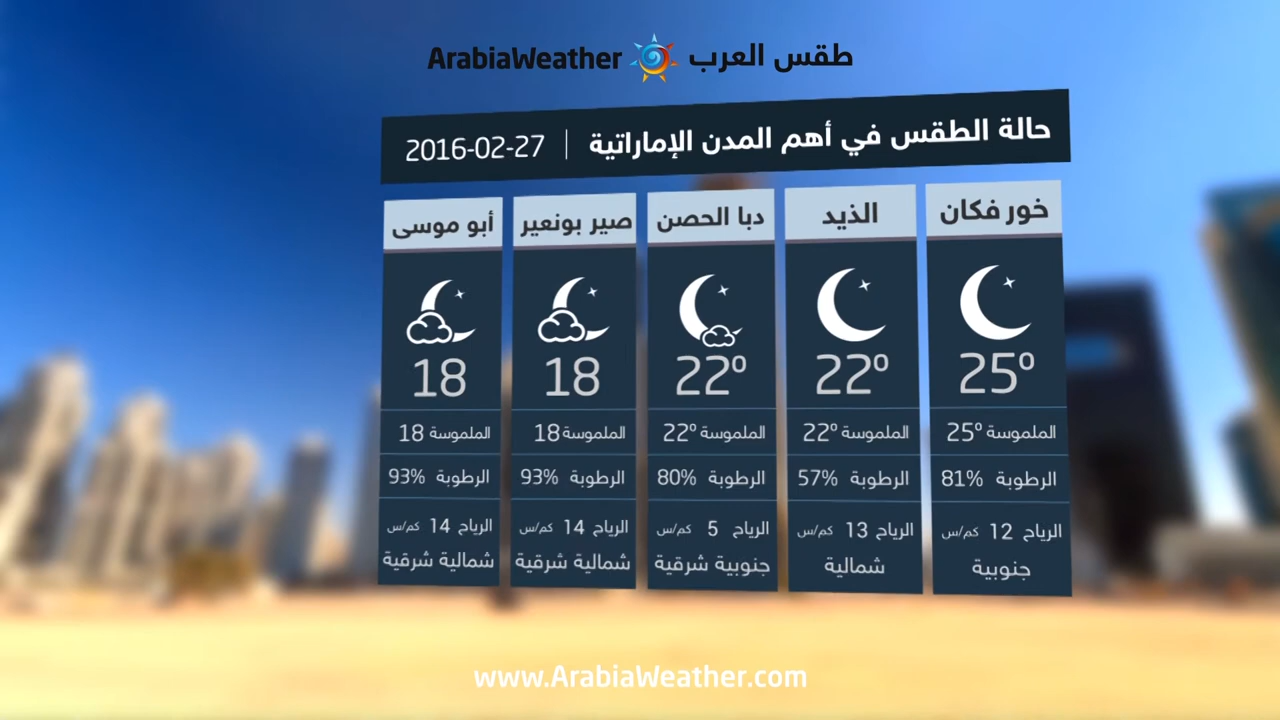 ArabiaWeather طقس العرب
حالة الطقس في أهم المدن الإماراتية | 2016-02-27
خور فكان
25º
الملموسة 25º
الرطوبة 81%
الرياح 12 كم/س
جنوبية
الذيد
22º
الملموسة 22º
الرطوبة 57%
الرياح 13 كم/س
شمالية
دبا الحصن
22º
الملموسة 22º
الرطوبة 80%
الرياح 5 كم/س
جنوبية شرقية
صير بونعير
18
الملموسة 18
الرطوبة 93%
الرياح 14 كم/س
شمالية شرقية
أبو موسى
18
الملموسة 18
الرطوبة 93%
الرياح 14 كم/س
شمالية شرقية
www.ArabiaWeather.com